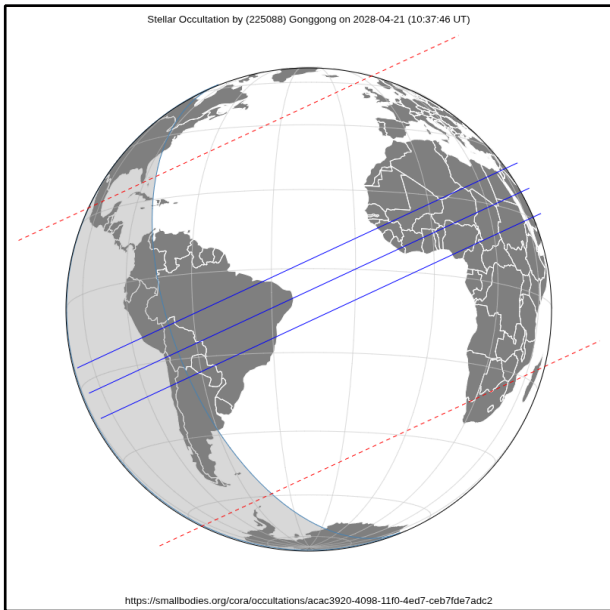 Stellar Occultation by (225088) Gonggong on 2028-04-21 (10:37:46 UT)
https://smallbodies.org/cora/occultations/acac3920-4098-11f0-4ed7-ceb7fde7adc2